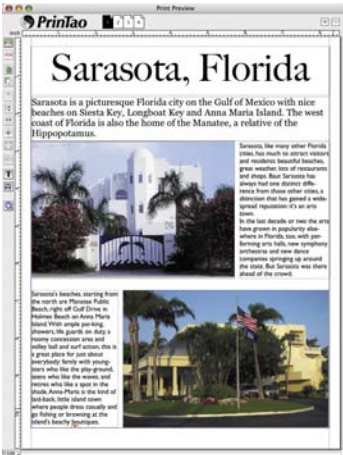 Print Preview
PrinTao
1 2 3 4
inch
Sarasota, Florida
Sarasota is a picturesque Florida city on the Gulf of Mexico with nice
beaches on Siesta Key, Longboat Key and Anna Maria Island. The west
coast of Florida is also the home of the Manatee, a relative of the
Hippopotamus.
Sarasota, like many other Florida
cities, has much to attract visitors
and residents: beautiful beaches,
great weather, lots of restaurants
and shops. Baut Sarasota has
always had one distinct diffe-
rence from those other cities, a
distinction that has gained a wide-
spread reputation: it's an arts
town.
In the last decade or two the arts
have grown in popularity else-
where in Florida, too, with per-
forming arts halls, new symphony
orchestras and new dance
companies springing up around
the state. But Sarasota was there
ahead of the crowd.
Sarasota's beaches, starting from
the north are Manatee Public
Beach, right off Gulf Drive in
Holmes Beach on Anna Maria
Island. With ample par-king,
showers, life guards on duty, a
roomy concession area and
volley ball and surf action, this is
a great place for just about
everybody: family with young-
sters who like the play-ground,
teens who like the waves, and
retirees who like a spot in the
shade. Anna Maria is the kind of
laid-back, little island town
where people dress casually and
go fishing or browsing at the
island's beachy boutiques.